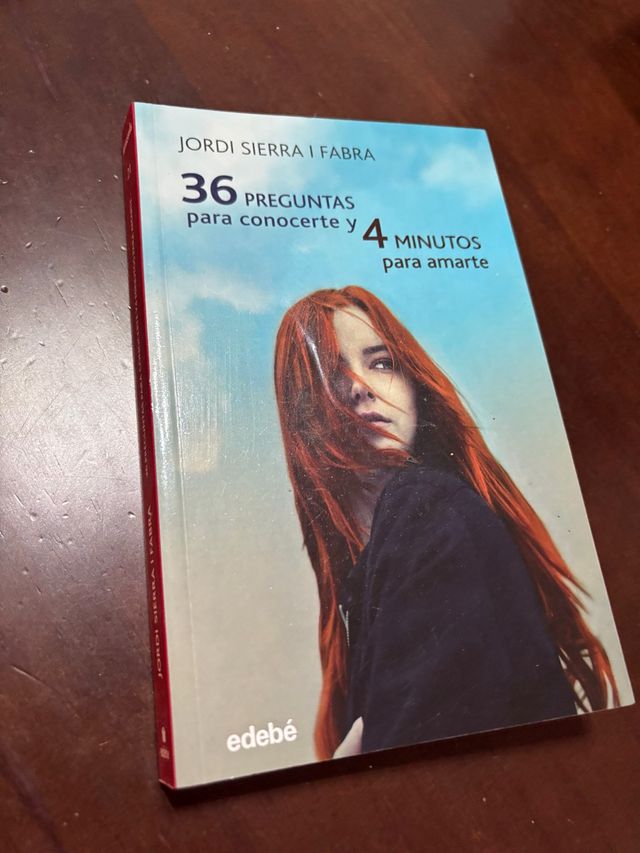 JORDI SIERRA I FABRA
36 PREGUNTAS
para conocerte y
4 MINUTOS
para amarte
edebé
JORDI SIERRA I FABRA